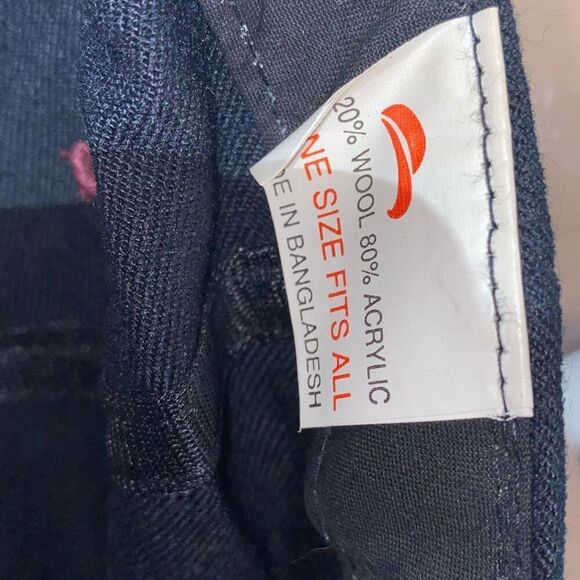 20% WOOL 80% ACRYLIC
NE SIZE FITS ALL
E IN BANGLADESH